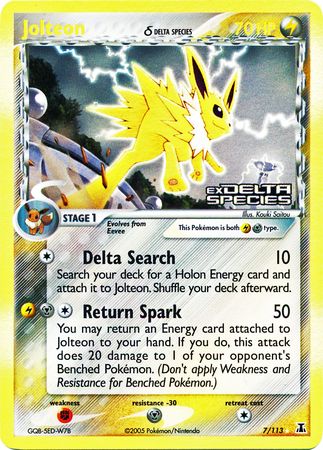 Jolteon
δ DELTA SPECIES
70 HP
Illus. Kouki Saitou
EX DELTA SPECIES
STAGE 1
Evolves from
Eevee
This Pokémon is both type.
Delta Search 10
Search your deck for a Holon Energy card and
attach it to Jolteon. Shuffle your deck afterward.
Return Spark 50
You may return an Energy card attached to
Jolteon to your hand. If you do, this attack
does 20 damage to 1 of your opponent's
Benched Pokémon. (Don't apply Weakness and
Resistance for Benched Pokémon.)
weakness resistance -30 retreat cost
GQB-5ED-W7B ©2005 Pokémon/Nintendo 7/113